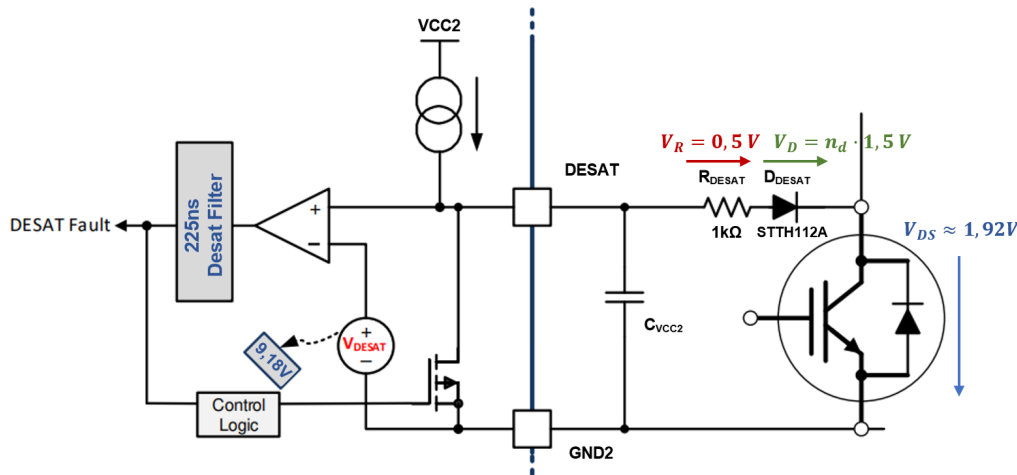 VCC2
V_R = 0,5 V
V_D = n_d · 1,5 V
DESAT
R_DESAT
D_DESAT
225ns
Desat Filter
+
−
DESAT Fault
1kΩ
STTH112A
V_DS ≈ 1,92V
C_VCC2
+
V_DESAT
−
9,18V
Control
Logic
GND2